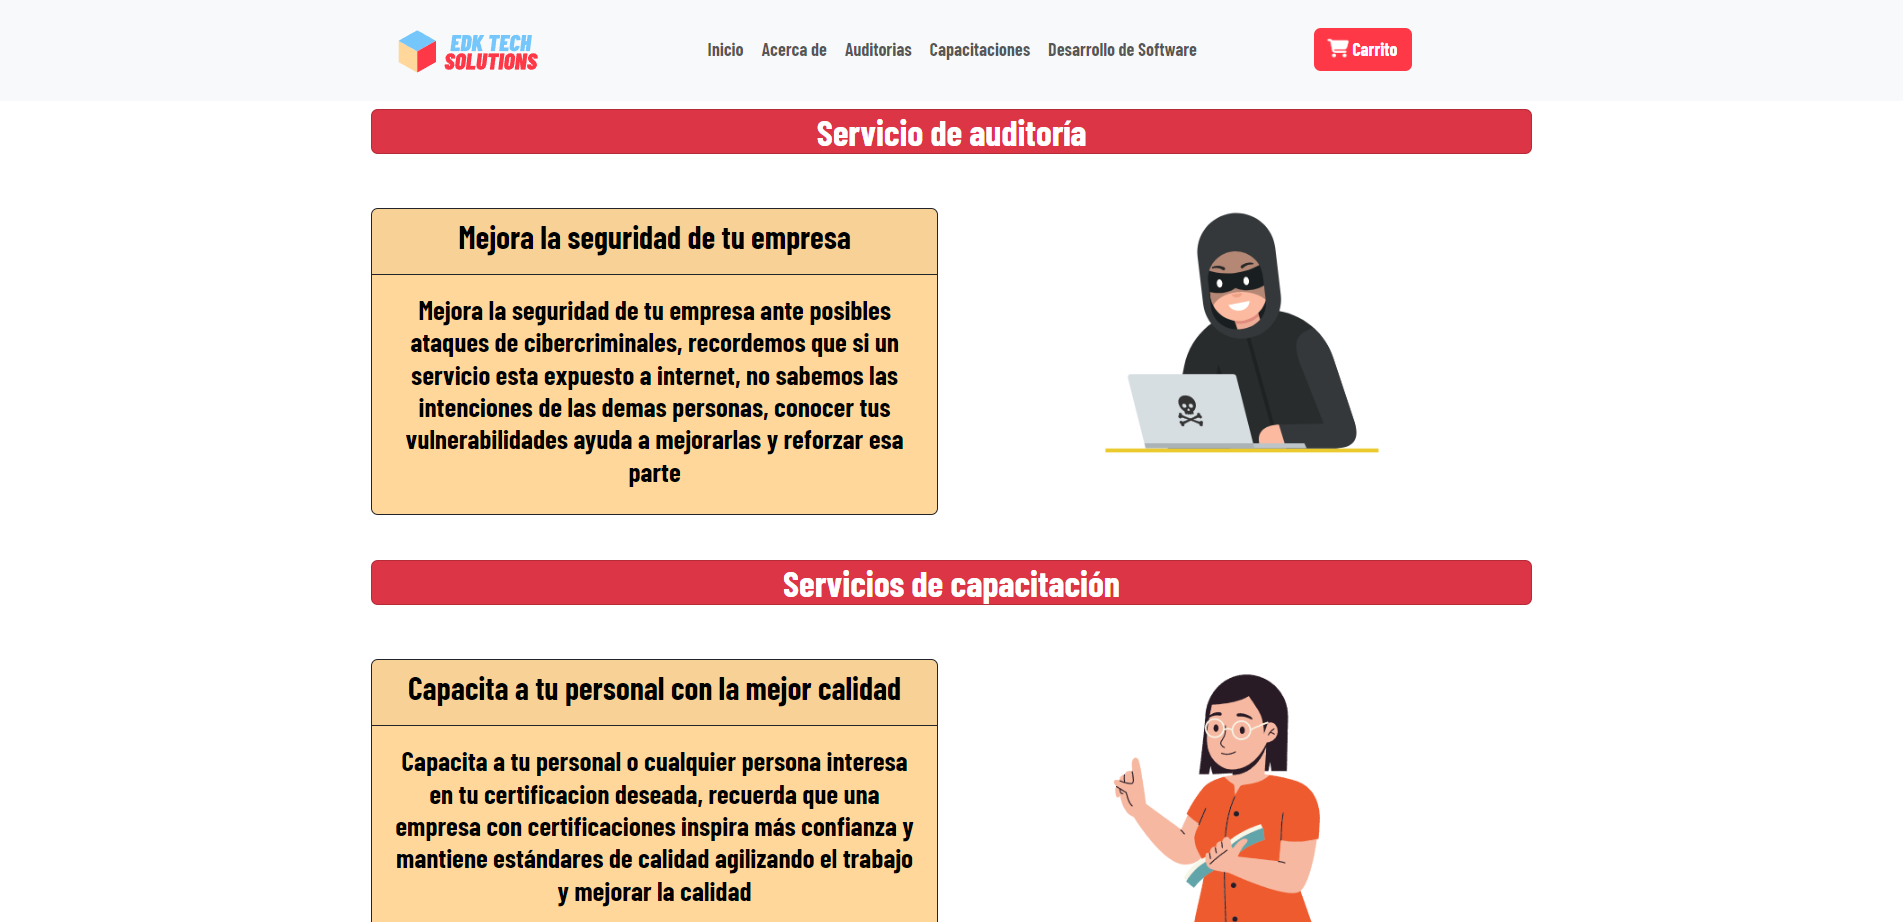 EDK TECH
SOLUTIONS
Inicio Acerca de Auditorias Capacitaciones Desarrollo de Software
Carrito
Servicio de auditoría
Mejora la seguridad de tu empresa
Mejora la seguridad de tu empresa ante posibles
ataques de cibercriminales, recordemos que si un
servicio esta expuesto a internet, no sabemos las
intenciones de las demas personas, conocer tus
vulnerabilidades ayuda a mejorarlas y reforzar esa
parte
Servicios de capacitación
Capacita a tu personal con la mejor calidad
Capacita a tu personal o cualquier persona interesa
en tu certificacion deseada, recuerda que una
empresa con certificaciones inspira más confianza y
mantiene estándares de calidad agilizando el trabajo
y mejorar la calidad